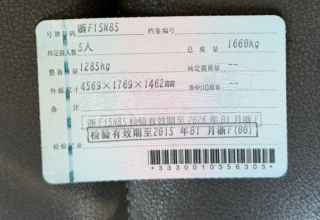 号牌号码 浙F15N85 档案编号
核定载人数 5人 总质量 1660kg
整备质量 1285kg 核定载质量
外廓尺寸 4569×1769×1462mm 准牵引总质量
备注
浙F15N85 检验有效期至2026年01月浙F
检验有效期至2015年01月浙F(00)
检验记录
*3330010356305*